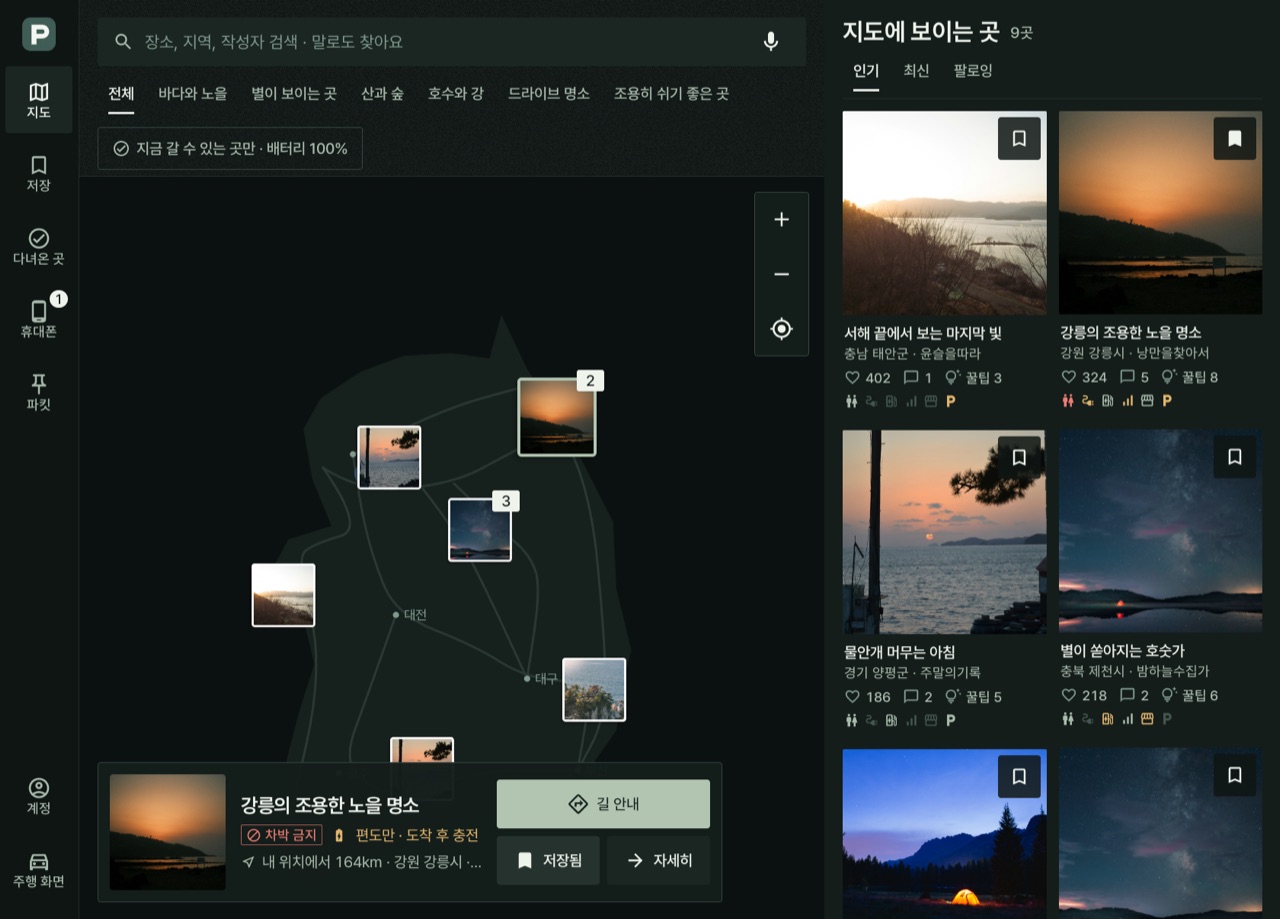 P
지도
저장
다녀온 곳
1
휴대폰
파킷
계정
주행 화면
장소, 지역, 작성자 검색 · 말로도 찾아요
전체 바다와 노을 별이 보이는 곳 산과 숲 호수와 강 드라이브 명소 조용히 쉬기 좋은 곳
지금 갈 수 있는 곳만 · 배터리 100%
2
3
대전
대구
강릉의 조용한 노을 명소
차박 금지 편도만 · 도착 후 충전
내 위치에서 164km · 강원 강릉시 ·...
길 안내
저장됨 자세히
지도에 보이는 곳 9곳
인기 최신 팔로잉
서해 끝에서 보는 마지막 빛
충남 태안군 · 윤슬을따라
402 1 꿀팁 3
P
강릉의 조용한 노을 명소
강원 강릉시 · 낭만을찾아서
324 5 꿀팁 8
P
물안개 머무는 아침
경기 양평군 · 주말의기록
186 2 꿀팁 5
P
별이 쏟아지는 호숫가
충북 제천시 · 밤하늘수집가
218 2 꿀팁 6
P